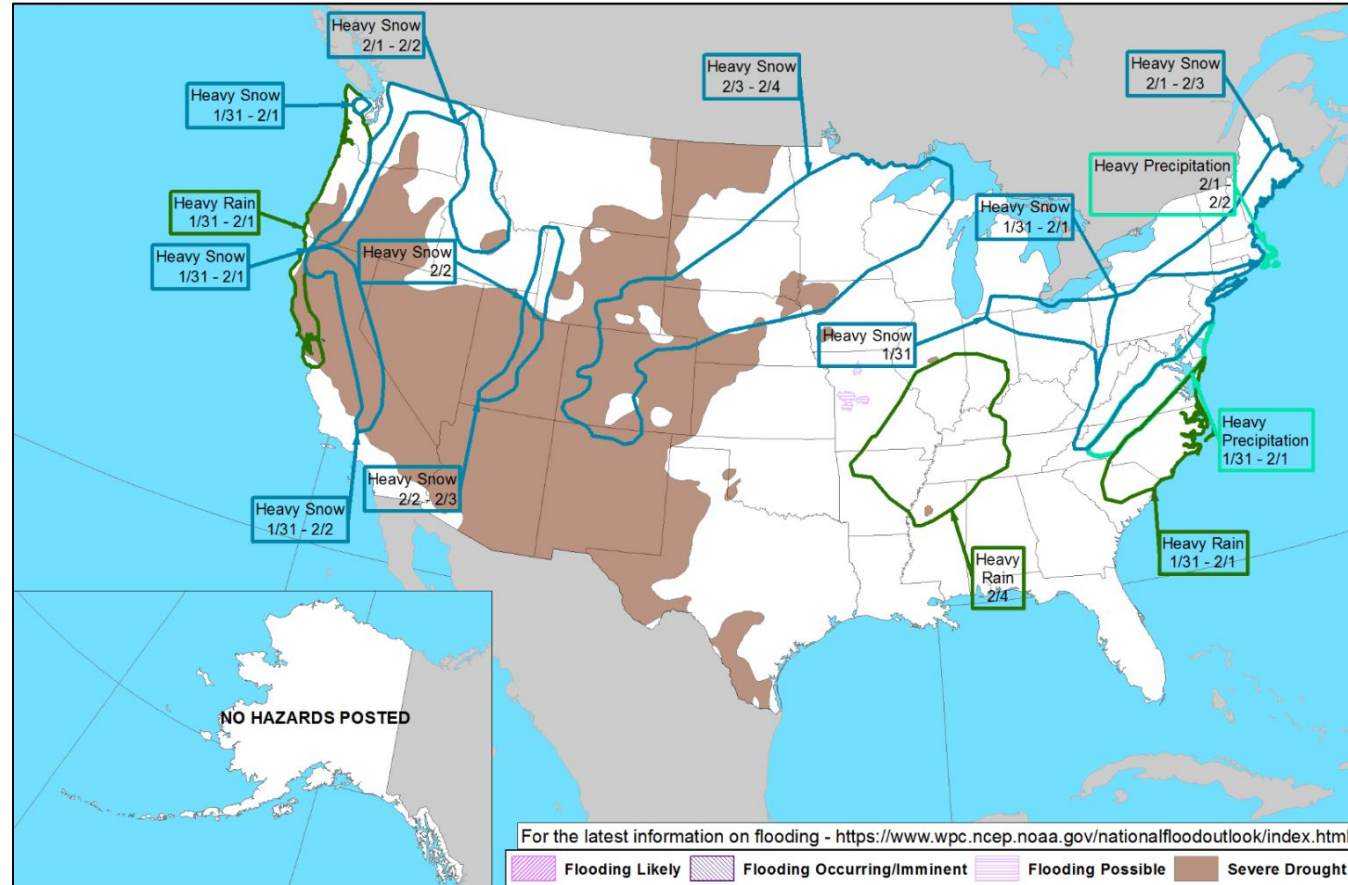 Heavy Snow
2/1 - 2/2
Heavy Snow
2/3 - 2/4
Heavy Snow
2/1 - 2/3
Heavy Snow
1/31 - 2/1
Heavy Precipitation
2/1 -
2/2
Heavy Rain
1/31 - 2/1
Heavy Snow
1/31 - 2/1
Heavy Snow
1/31 - 2/1
Heavy Snow
2/2
Heavy Snow
1/31
Heavy
Precipitation
1/31 - 2/1
Heavy Snow
2/2 - 2/3
Heavy Snow
1/31 - 2/2
Heavy Rain
1/31 - 2/1
Heavy
Rain
2/4
NO HAZARDS POSTED
For the latest information on flooding - https://www.wpc.ncep.noaa.gov/nationalfloodoutlook/index.html
Flooding Likely
Flooding Occurring/Imminent
Flooding Possible
Severe Drought